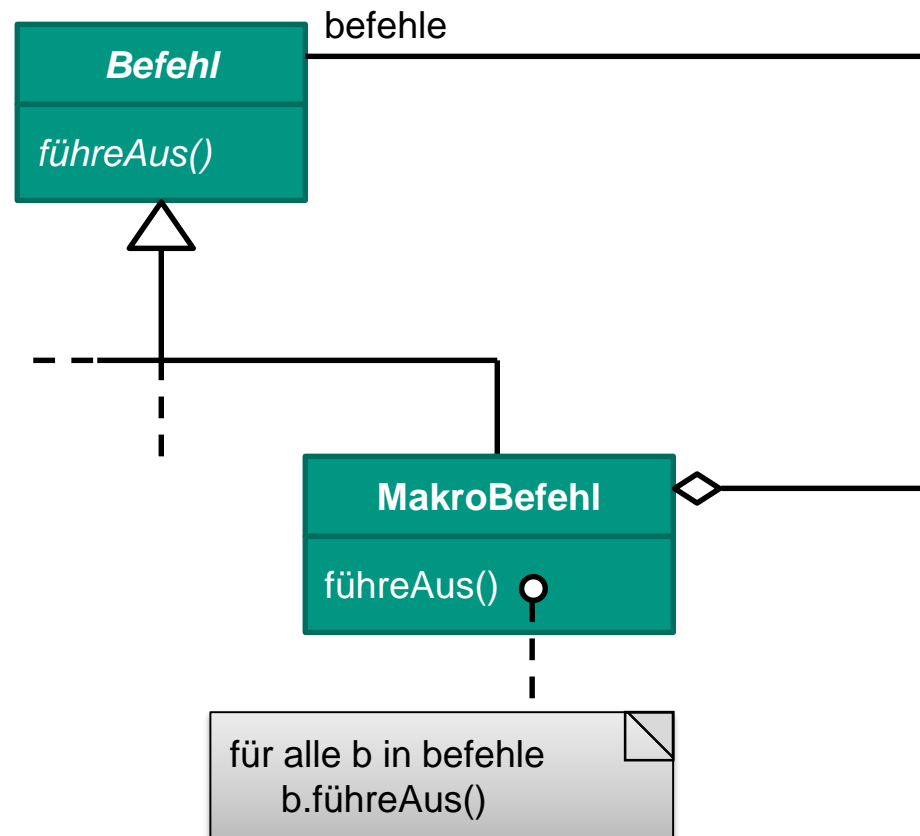 befehle
Befehl
führeAus()
MakroBefehl
führeAus()
für alle b in befehle
b.führeAus()